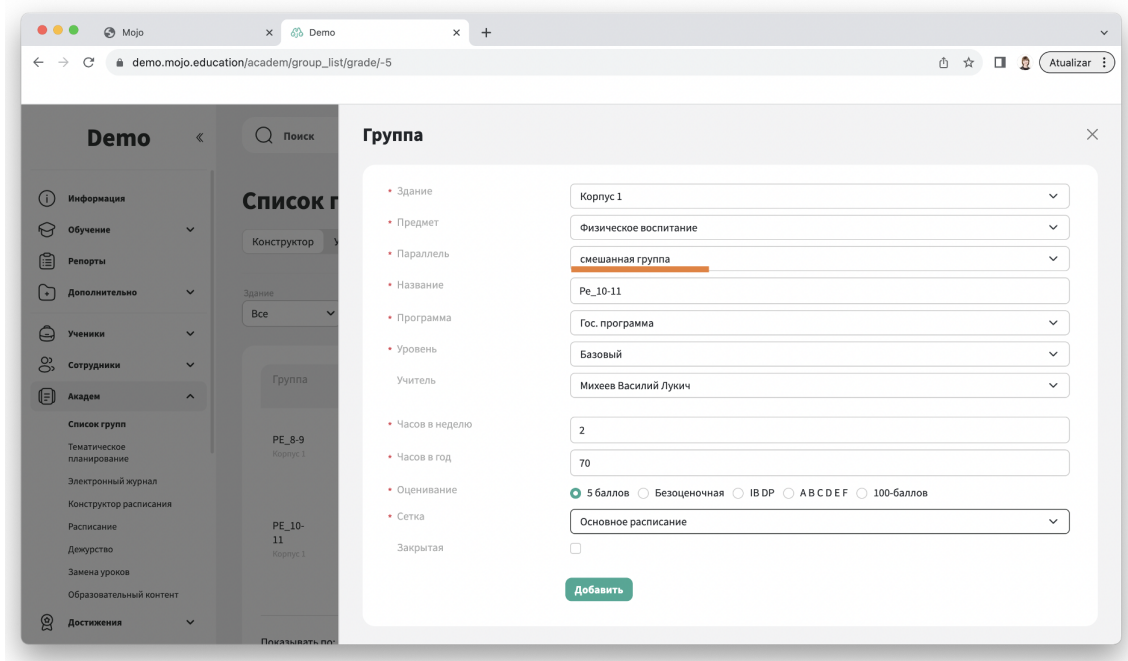 Mojo
Demo
demo.mojo.education/academ/group_list/grade/-5
Atualizar
Demo
Информация
Обучение
Репорты
Дополнительно
Ученики
Сотрудники
Академ
Список групп
Тематическое
планирование
Электронный журнал
Конструктор расписания
Расписание
Дежурство
Замена уроков
Образовательный контент
Достижения
Поиск
Список г
Конструктор У
Здание
Все
Группа
PE_8-9
Корпус 1
PE_10-
11
Корпус 1
Показывать по:
Группа
• Здание Корпус 1
• Предмет Физическое воспитание
• Параллель смешанная группа
• Название Pe_10-11
• Программа Гос. программа
• Уровень Базовый
Учитель Михеев Василий Лукич
• Часов в неделю 2
• Часов в год 70
• Оценивание 5 баллов Безоценочная IB DP A B C D E F 100-баллов
• Сетка Основное расписание
Закрытая
Добавить